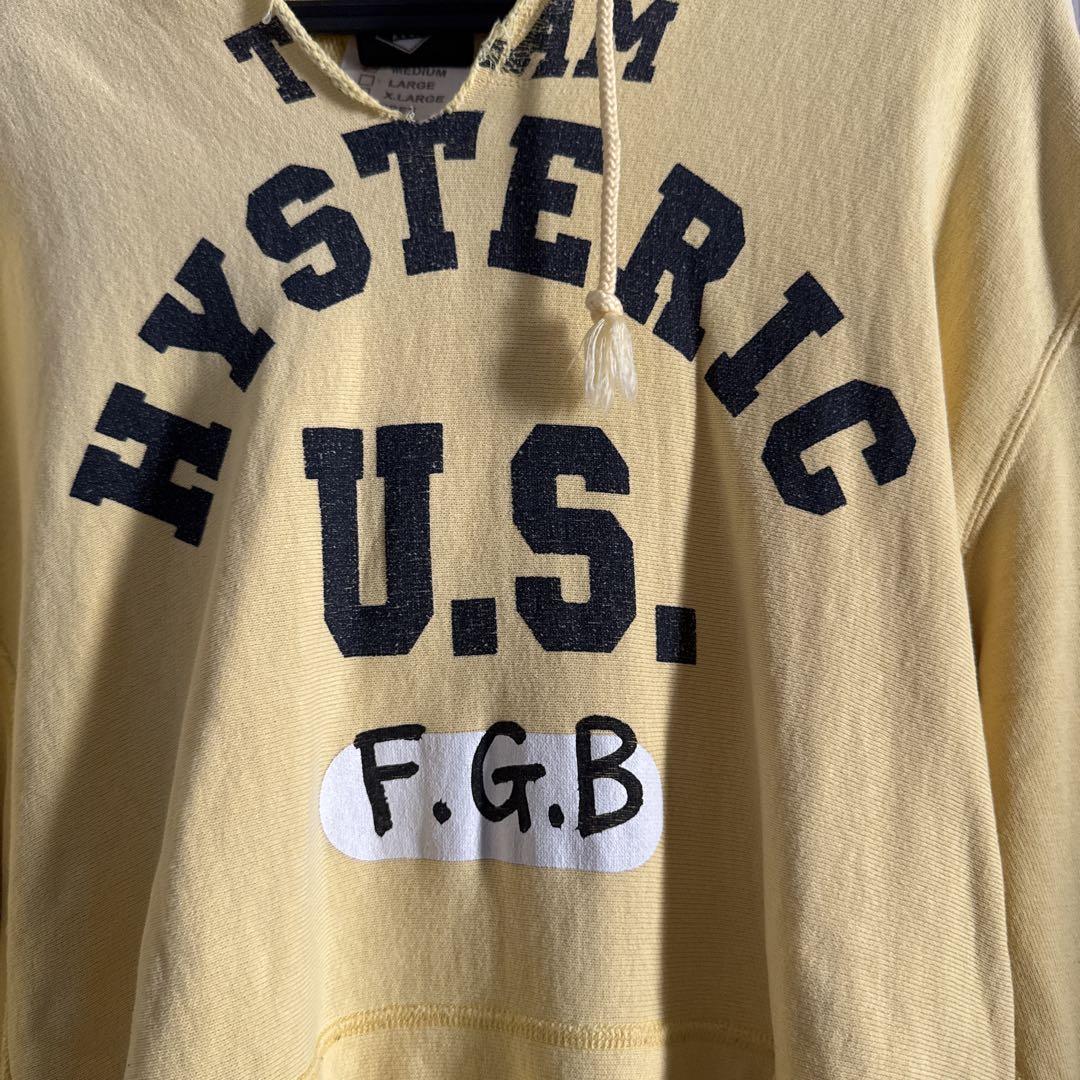 MEDIUM
LARGE
X.LARGE
HYSTERIC
U.S.
F.G.B